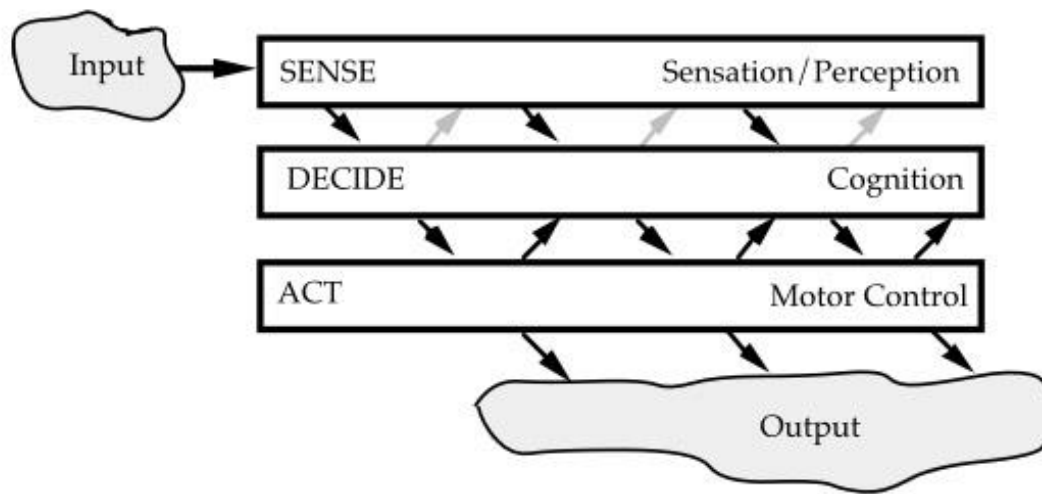 Input
SENSE Sensation/Perception
DECIDE Cognition
ACT Motor Control
Output